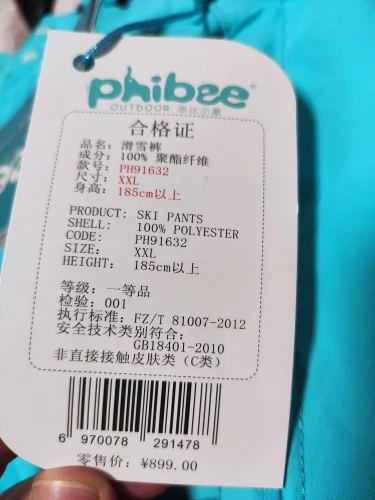 phibee®
OUTDOOR 菲比小象
合格证
品名: 滑雪裤
成分: 100% 聚酯纤维
款号: PH91632
尺寸: XXL
身高: 185cm以上
PRODUCT: SKI PANTS
SHELL: 100% POLYESTER
CODE: PH91632
SIZE: XXL
HEIGHT: 185cm以上
等级: 一等品
检验: 001
执行标准: FZ/T 81007-2012
安全技术类别符合:
GB18401-2010
非直接接触皮肤类 (C类)
6 970078 291478
零售价: ¥899.00